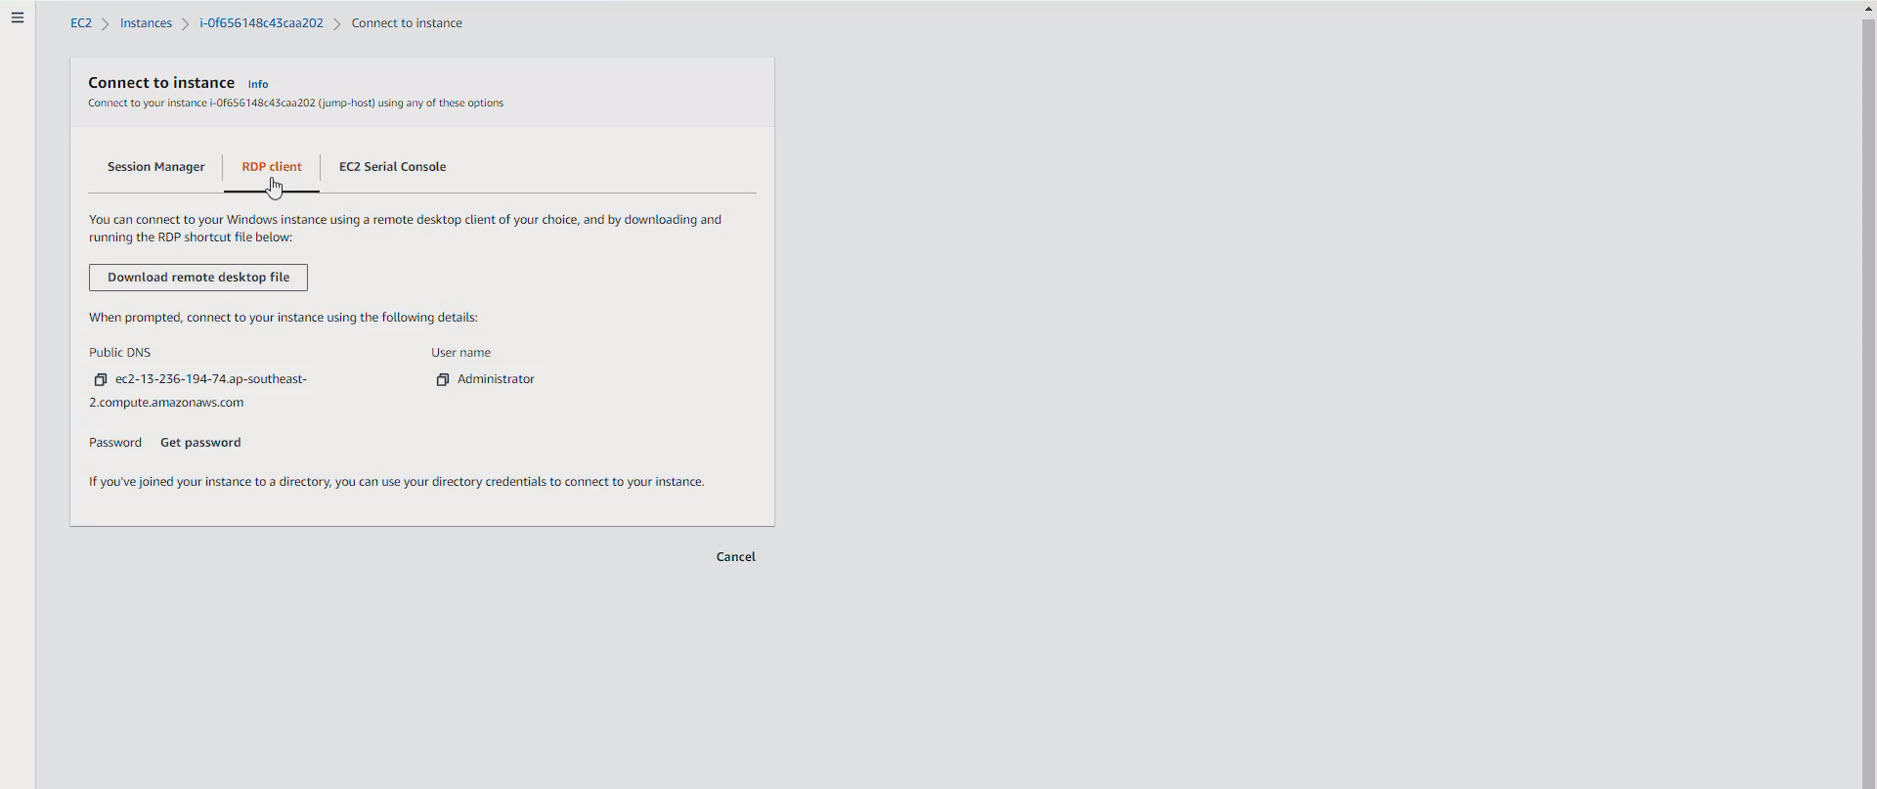 EC2 > Instances > i-0f656148c43caa202 > Connect to instance
Connect to instance Info
Connect to your instance i-0f656148c43caa202 (jump-host) using any of these options
Session Manager RDP client EC2 Serial Console
You can connect to your Windows instance using a remote desktop client of your choice, and by downloading and
running the RDP shortcut file below:
Download remote desktop file
When prompted, connect to your instance using the following details:
Public DNS User name
ec2-13-236-194-74.ap-southeast- Administrator
2.compute.amazonaws.com
Password Get password
If you've joined your instance to a directory, you can use your directory credentials to connect to your instance.
Cancel